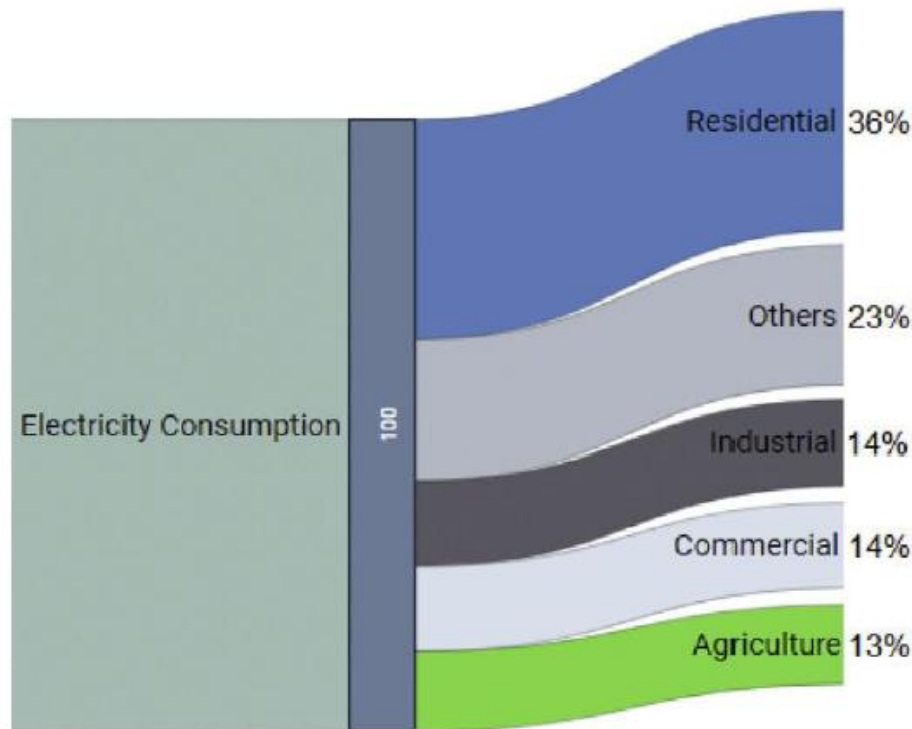 Residential 36%
Others 23%
Electricity Consumption
100
Industrial 14%
Commercial 14%
Agriculture 13%